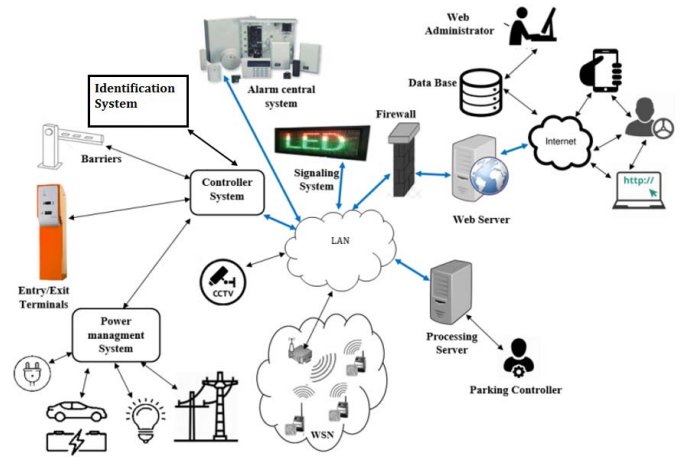 Web
Administrator
Alarm central
system
Data Base
Identification
System
Firewall
Internet
LED
Barriers
Signaling
System
http://
Controller
System
Web Server
LAN
CCTV
Entry/Exit
Terminals
Power
managment
System
Processing
Server
Parking Controller
WSN